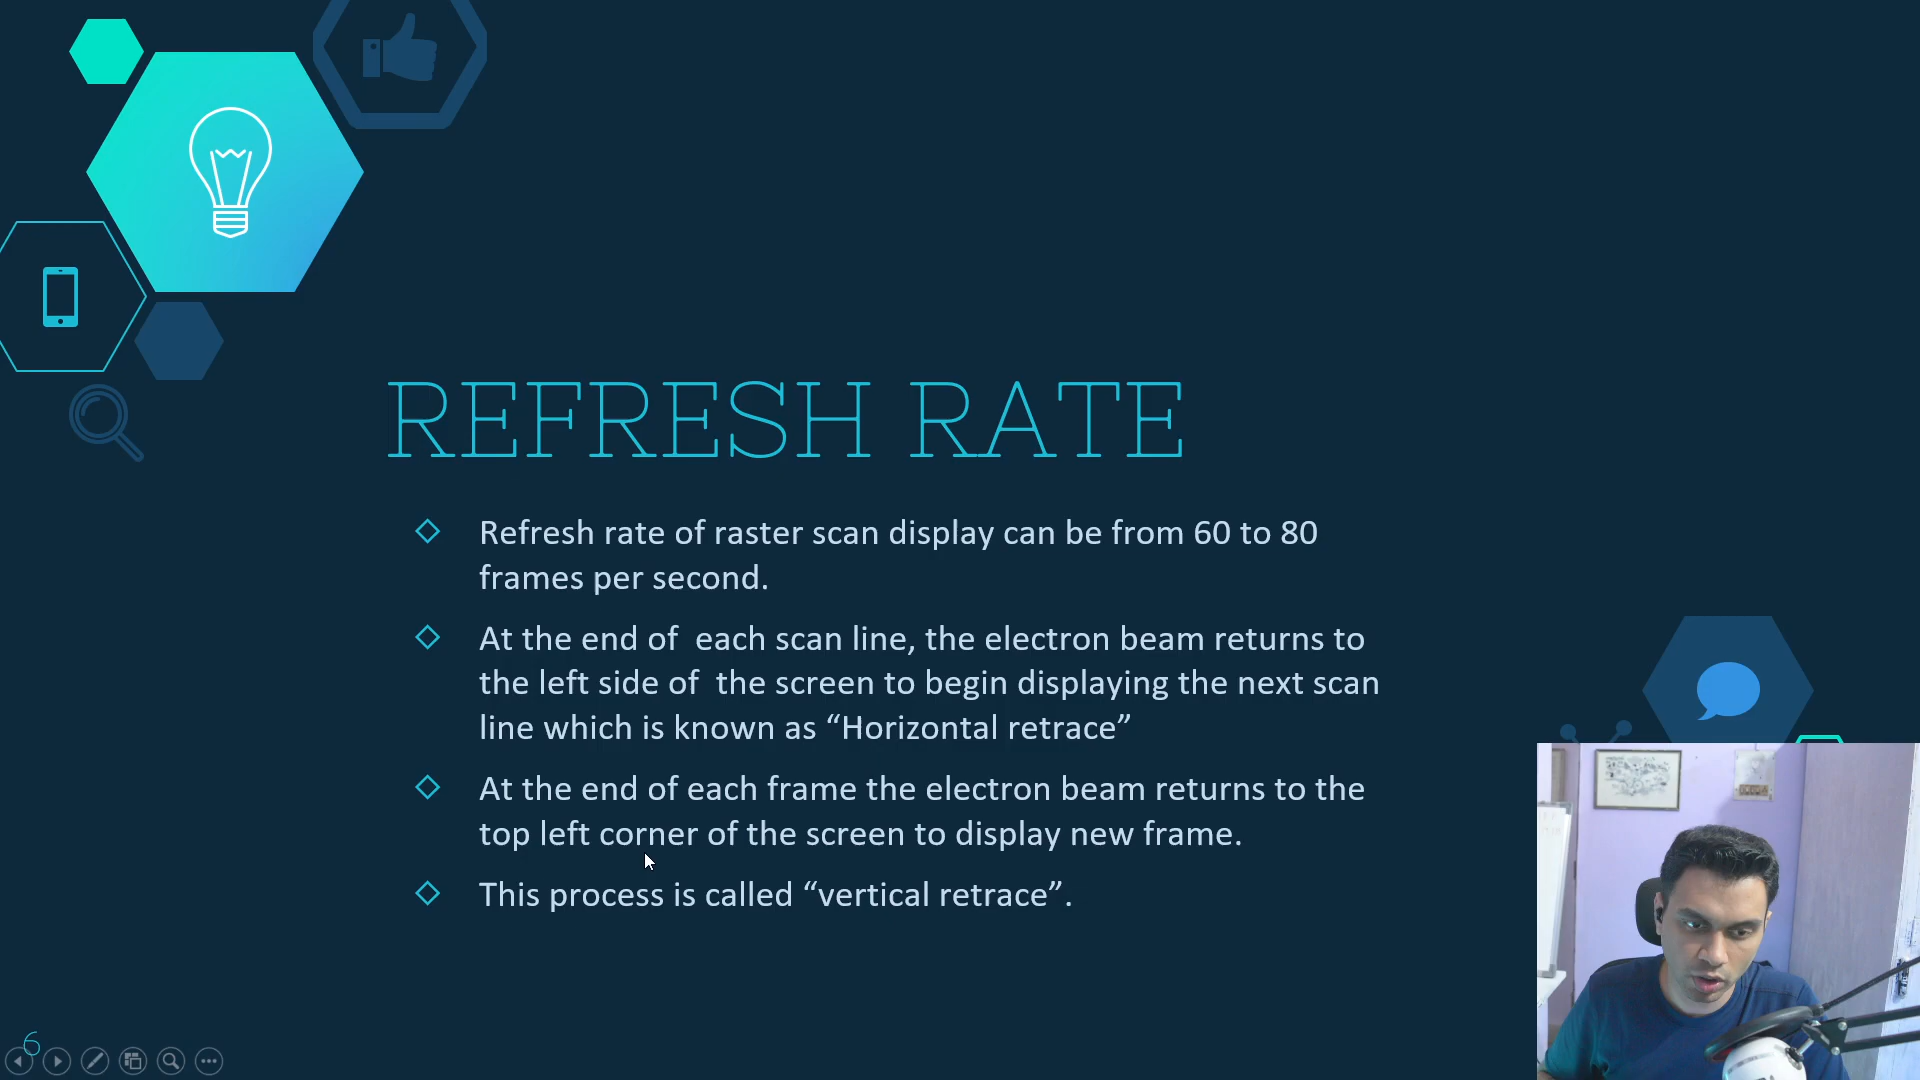 REFRESH RATE
◇ Refresh rate of raster scan display can be from 60 to 80
frames per second.
◇ At the end of  each scan line, the electron beam returns to
the left side of  the screen to begin displaying the next scan
line which is known as “Horizontal retrace”
◇ At the end of each frame the electron beam returns to the
top left corner of the screen to display new frame.
◇ This process is called “vertical retrace”.
6